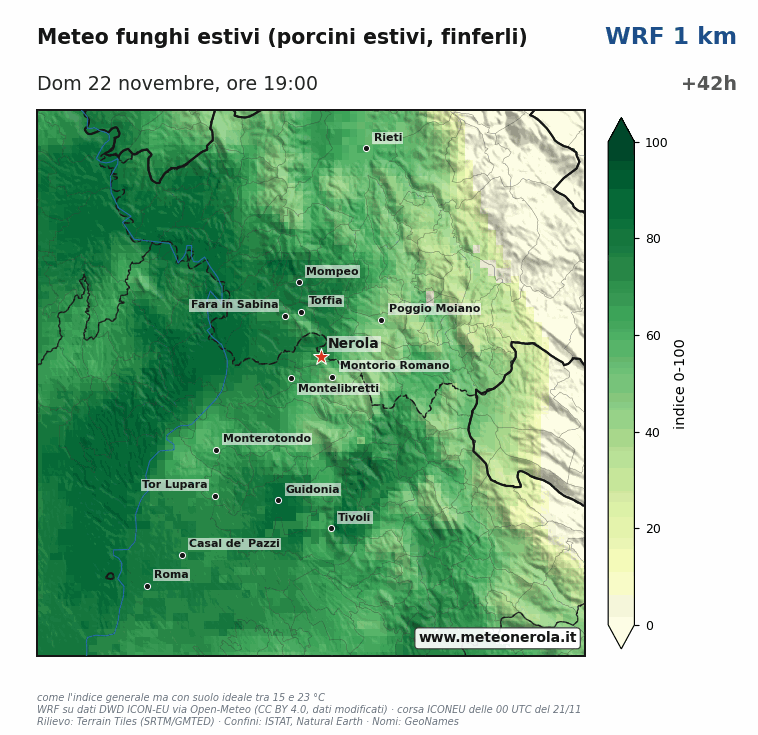 Meteo funghi estivi (porcini estivi, finferli)
WRF 1 km
Dom 22 novembre, ore 19:00
+42h
Rieti
Mompeo
Toffia
Fara in Sabina
Poggio Moiano
Nerola
Montorio Romano
Montelibretti
Monterotondo
Tor Lupara
Guidonia
Tivoli
Casal de' Pazzi
Roma
www.meteonerola.it
100
80
60
40
20
0
indice 0-100
come l'indice generale ma con suolo ideale tra 15 e 23 °C
WRF su dati DWD ICON-EU via Open-Meteo (CC BY 4.0, dati modificati) · corsa ICONEU delle 00 UTC del 21/11
Rilievo: Terrain Tiles (SRTM/GMTED) · Confini: ISTAT, Natural Earth · Nomi: GeoNames